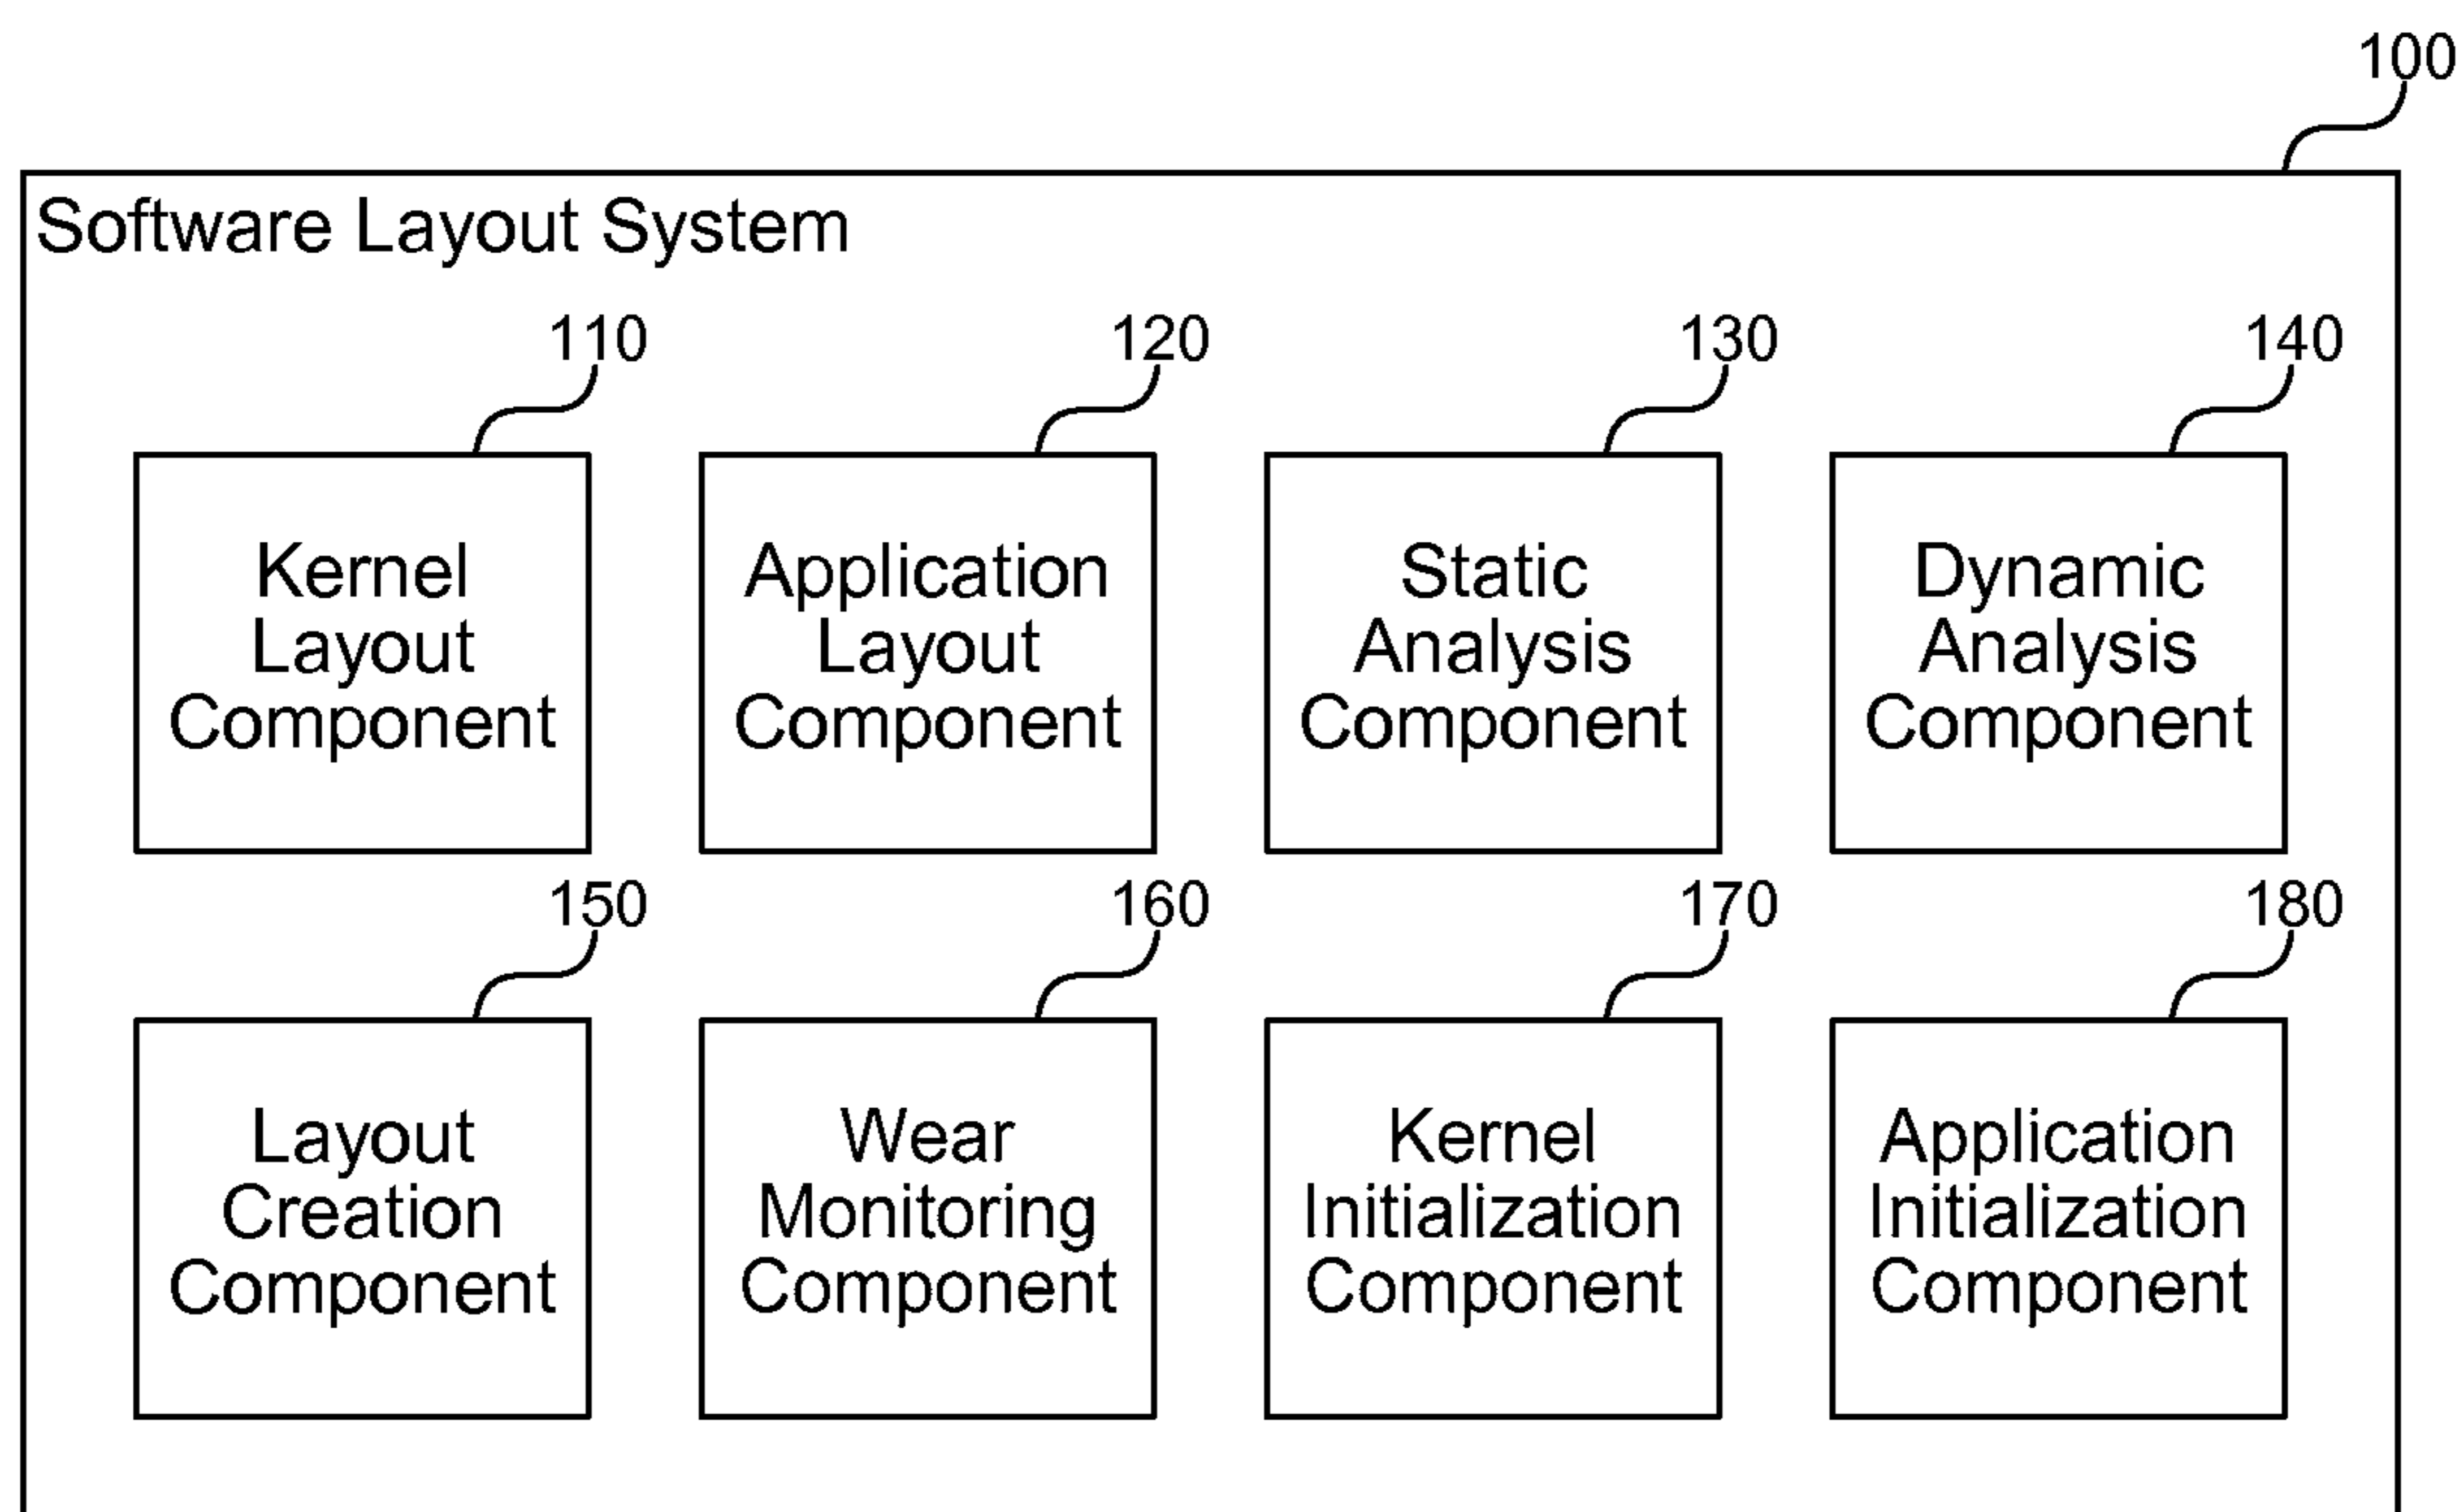 100
Software Layout System
110
120
130
140
Kernel
Layout
Component
Application
Layout
Component
Static
Analysis
Component
Dynamic
Analysis
Component
150
160
170
180
Layout
Creation
Component
Wear
Monitoring
Component
Kernel
Initialization
Component
Application
Initialization
Component